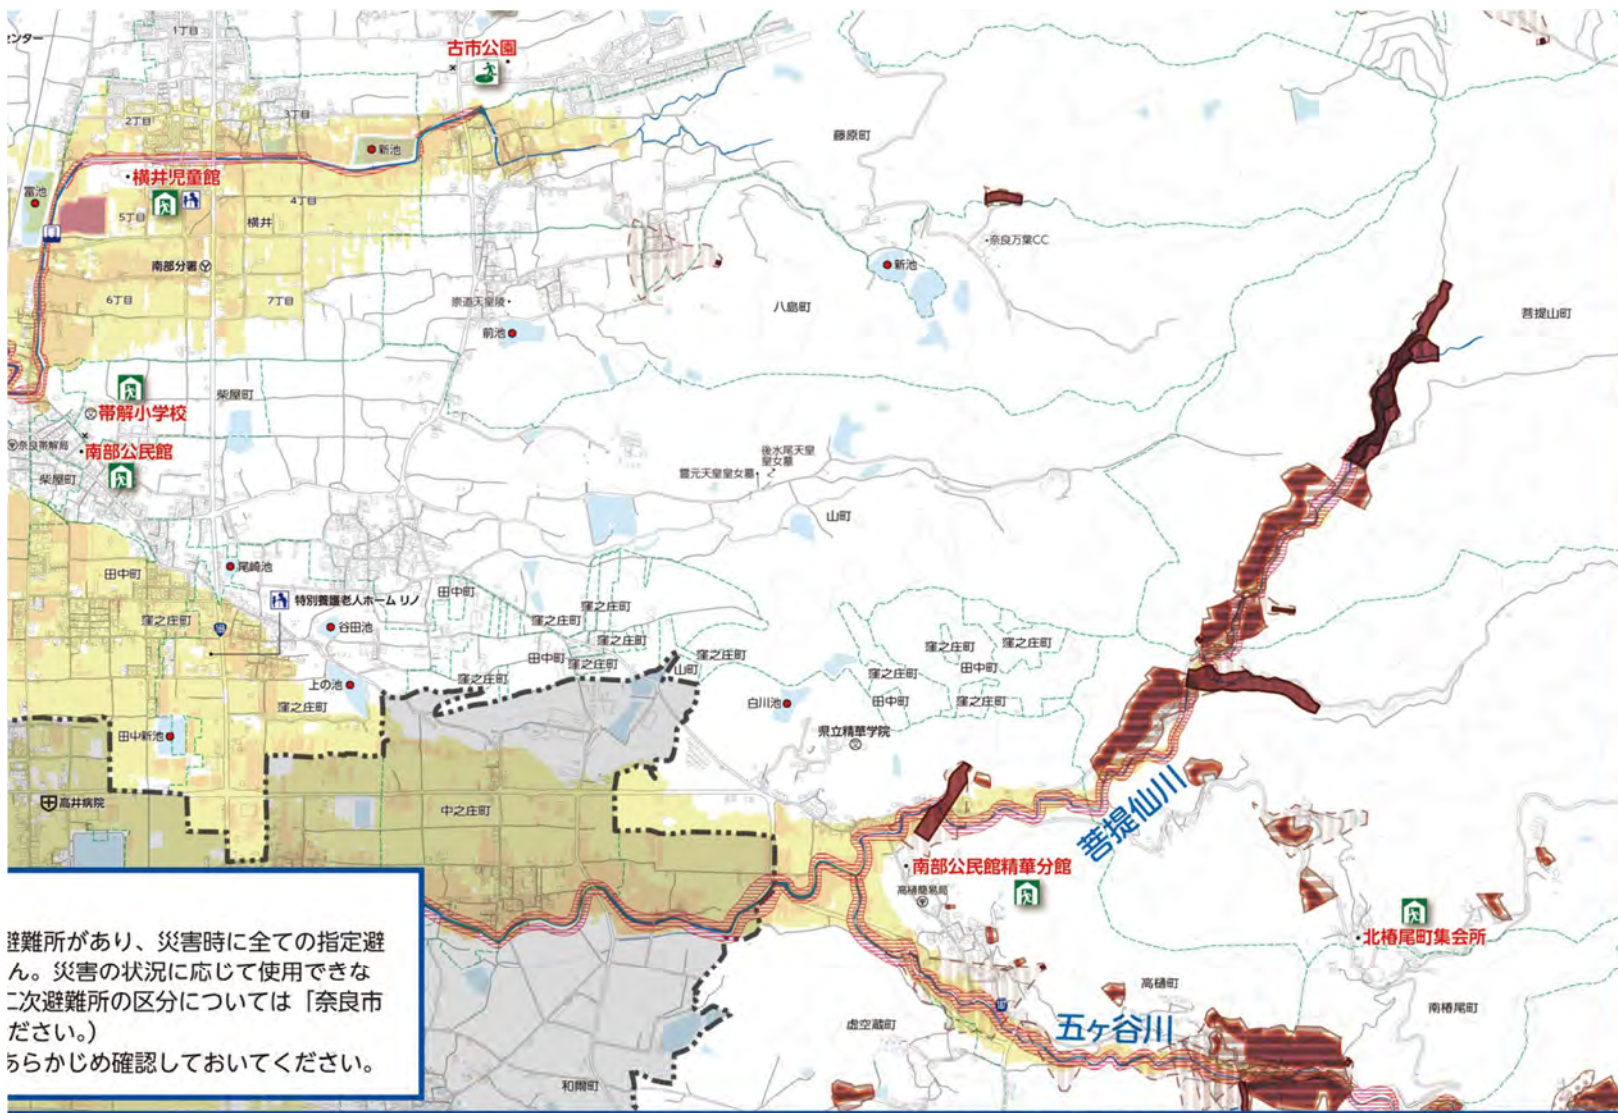 センター
1丁目
古市公園
2丁目
3丁目
新池
藤原町
横井児童館
富池
5丁目
4丁目
横井
奈良万葉CC
南部分署
新池
6丁目
7丁目
崇道天皇陵
八島町
菩提山町
前池
帯解小学校
柴屋町
奈良帯解局
南部公民館
後水尾天皇
皇女墓
霊元天皇皇女墓
柴屋町
山町
尾崎池
田中町
特別養護老人ホーム リノ
田中町
窪之庄町
窪之庄町
窪之庄町
谷田池
窪之庄町
窪之庄町
窪之庄町
田中町
窪之庄町
窪之庄町
山町
田中町
窪之庄町
窪之庄町
上の池
窪之庄町
白川池
田中町
窪之庄町
田中新池
県立精華学院
高井病院
中之庄町
菩提仙川
南部公民館精華分館
高樋簡易局
北椿尾町集会所
避難所があり、災害時に全ての指定避
ん。災害の状況に応じて使用できな
二次避難所の区分については「奈良市
ださい。)
あらかじめ確認しておいてください。
高樋町
南椿尾町
虚空蔵町
五ヶ谷川
和爾町